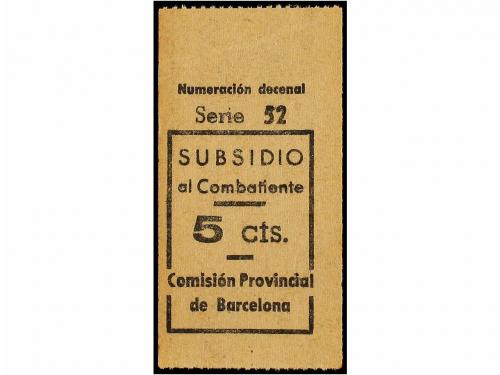 Numeración decenal
Serie 52
SUBSIDIO
al Combatiente
5 cts.
Comisión Provincial
de Barcelona